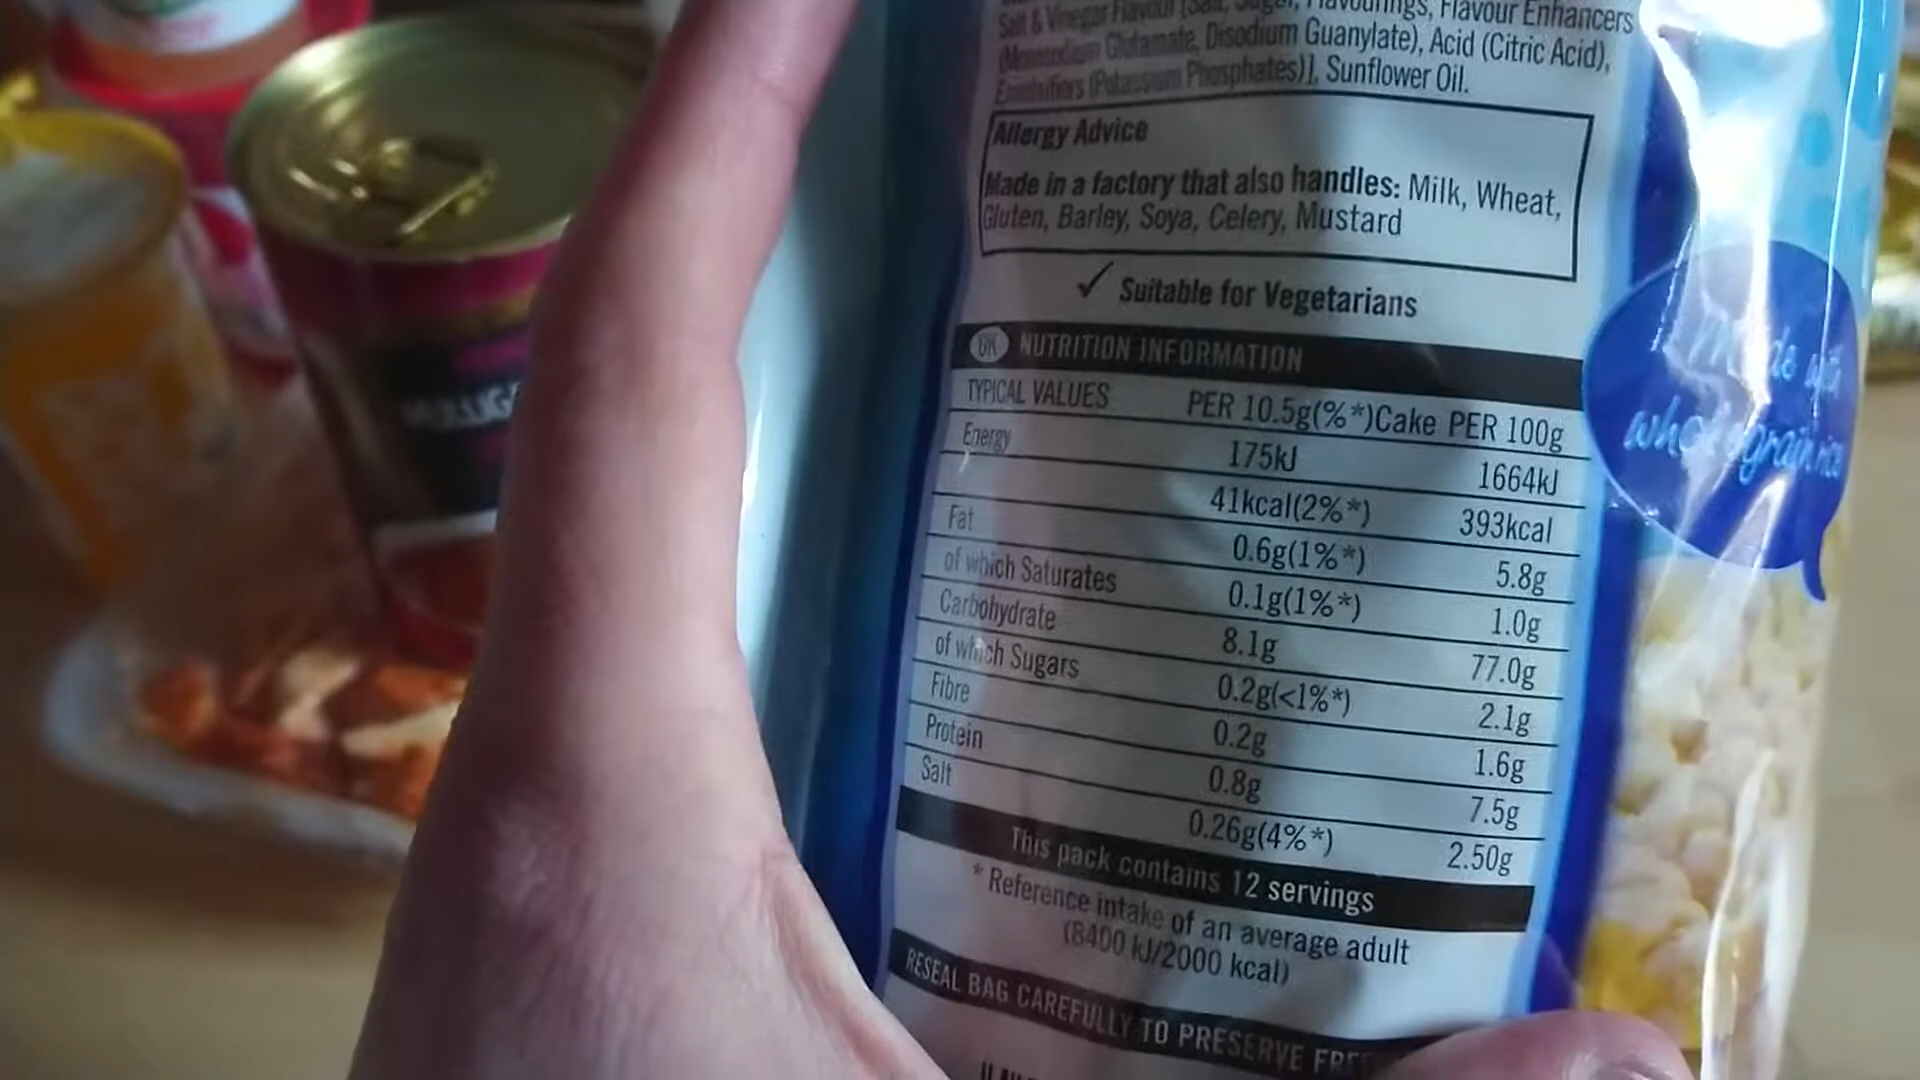 Salt & Vinegar Flavour [Salt, Sugar, Flavourings, Flavour Enhancers
(Monosodium Glutamate, Disodium Guanylate), Acid (Citric Acid),
Emulsifiers (Potassium Phosphates)], Sunflower Oil.
Allergy Advice
Made in a factory that also handles: Milk, Wheat,
Gluten, Barley, Soya, Celery, Mustard
✓ Suitable for Vegetarians
UK NUTRITION INFORMATION
TYPICAL VALUES PER 10.5g(%*)Cake PER 100g
Energy 175kJ 1664kJ
41kcal(2%*) 393kcal
Fat 0.6g(1%*) 5.8g
of which Saturates 0.1g(1%*) 1.0g
Carbohydrate 8.1g 77.0g
of which Sugars 0.2g(<1%*) 2.1g
Fibre 0.2g 1.6g
Protein 0.8g 7.5g
Salt 0.26g(4%*) 2.50g
This pack contains 12 servings
* Reference intake of an average adult
(8400 kJ/2000 kcal)
RESEAL BAG CAREFULLY TO PRESERVE
Made with
wholegrain